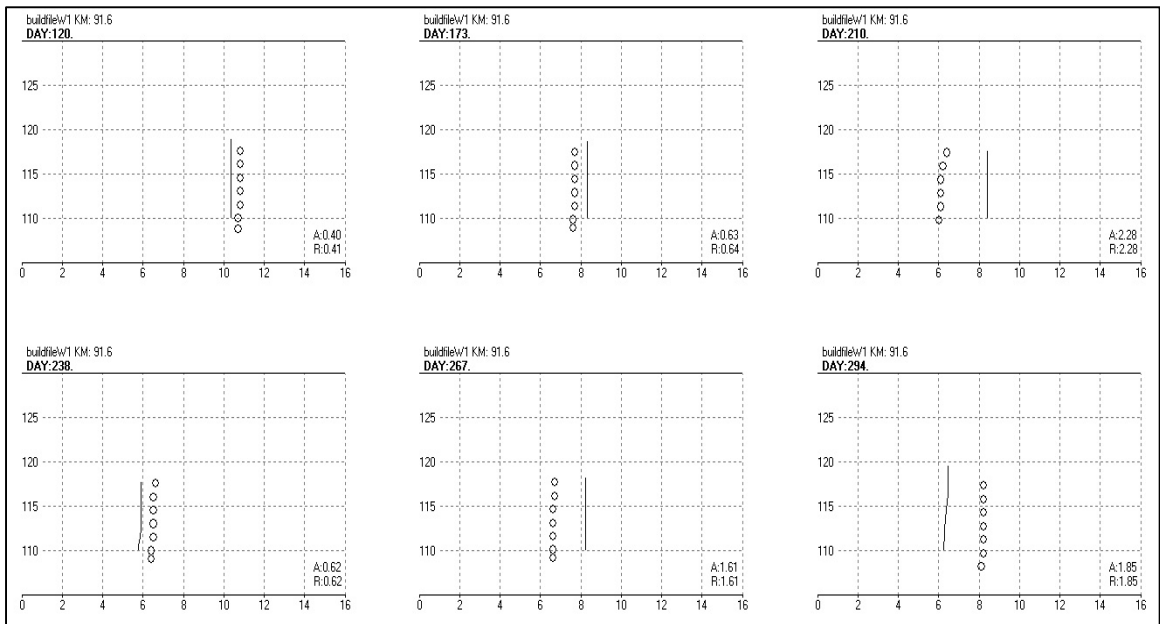 buildfileW1 KM: 91.6
DAY:120.
125
120
115
110
A:0.40
R:0.41
0 2 4 6 8 10 12 14 16
buildfileW1 KM: 91.6
DAY:173.
125
120
115
110
A:0.63
R:0.64
0 2 4 6 8 10 12 14 16
buildfileW1 KM: 91.6
DAY:210.
125
120
115
110
A:2.28
R:2.28
0 2 4 6 8 10 12 14 16
buildfileW1 KM: 91.6
DAY:238.
125
120
115
110
A:0.62
R:0.62
0 2 4 6 8 10 12 14 16
buildfileW1 KM: 91.6
DAY:267.
125
120
115
110
A:1.61
R:1.61
0 2 4 6 8 10 12 14 16
buildfileW1 KM: 91.6
DAY:294.
125
120
115
110
A:1.85
R:1.85
0 2 4 6 8 10 12 14 16